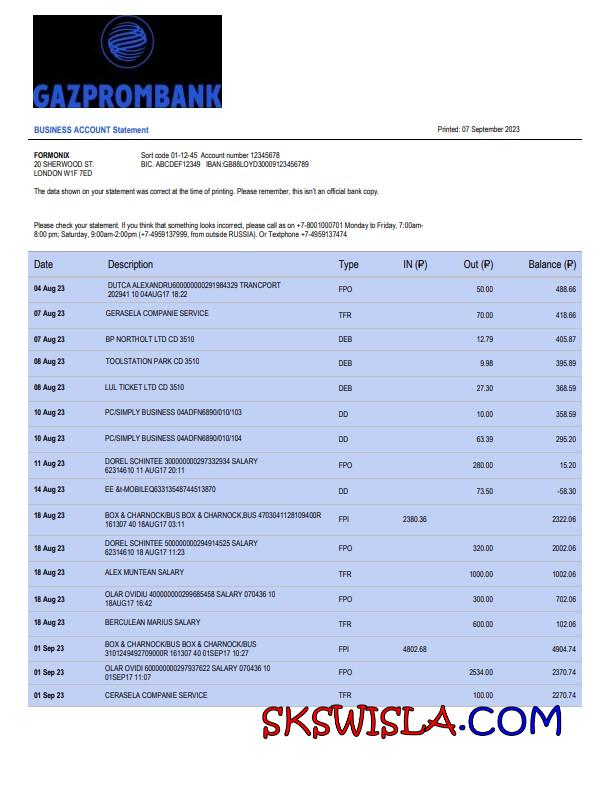 GAZPROMBANK
BUSINESS ACCOUNT Statement Printed: 07 September 2023
FORMONIX Sort code 01-12-45 Account number 12345678
20 SHERWOOD ST. BIC. ABCDEF12349 IBAN:GB88LOYD30009123456789
LONDON W1F 7ED
The data shown on your statement was correct at the time of printing. Please remember, this isn't an official bank copy.
Please check your statement. If you think that something looks incorrect, please call as on +7-8001000701 Monday to Friday, 7:00am-
8:00 pm; Saturday, 9:00am-2:00pm (+7-4959137999, from outside RUSSIA). Or Textphone +7-4959137474
Date Description Type IN (₽) Out (₽) Balance (₽)
04 Aug 23 DUTCA ALEXANDRU600000000291984329 TRANCPORT FPO 50.00 488.66
202941 10 04AUG17 18:22
07 Aug 23 GERASELA COMPANIE SERVICE TFR 70.00 418.66
07 Aug 23 BP NORTHOLT LTD CD 3510 DEB 12.79 405.87
08 Aug 23 TOOLSTATION PARK CD 3510 DEB 9.98 395.89
08 Aug 23 LUL TICKET LTD CD 3510 DEB 27.30 368.59
10 Aug 23 PC/SIMPLY BUSINESS 04ADFN6890/010/103 DD 10.00 358.59
10 Aug 23 PC/SIMPLY BUSINESS 04ADFN6890/010/104 DD 63.39 295.20
11 Aug 23 DOREL SCHINTEE 300000000297332934 SALARY FPO 280.00 15.20
62314610 11 AUG17 20:11
14 Aug 23 EE &t-MOBILEQ63313548744513870 DD 73.50 -58.30
18 Aug 23 BOX & CHARNOCK/BUS BOX & CHARNOCK,BUS 4703041128109400R FPI 2380.36 2322.06
161307 40 18AUG17 03:11
18 Aug 23 DOREL SCHINTEE 500000000294914525 SALARY FPO 320.00 2002.06
62314610 18 AUG17 11:23
18 Aug 23 ALEX MUNTEAN SALARY TFR 1000.00 1002.06
18 Aug 23 OLAR OVIDIU 400000000299685458 SALARY 070436 10 FPO 300.00 702.06
18AUG17 16:42
18 Aug 23 BERCULEAN MARIUS SALARY TFR 600.00 102.06
01 Sep 23 BOX & CHARNOCK/BUS BOX & CHARNOCK/BUS FPI 4802.68 4904.74
3101249492709000R 161307 40 01SEP17 10:27
01 Sep 23 OLAR OVIDI 600000000297937622 SALARY 070436 10 FPO 2534.00 2370.74
01SEP17 11:07
01 Sep 23 CERASELA COMPANIE SERVICE TFR 100.00 2270.74
SKSWISLA.COM